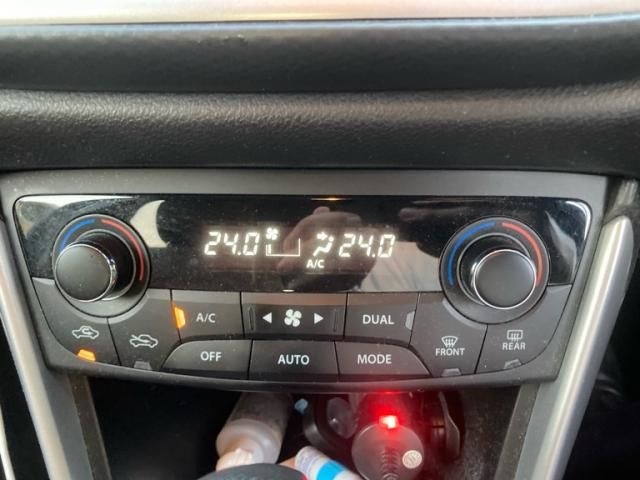 24.0 24.0
A/C
A/C DUAL
FRONT REAR
OFF AUTO MODE